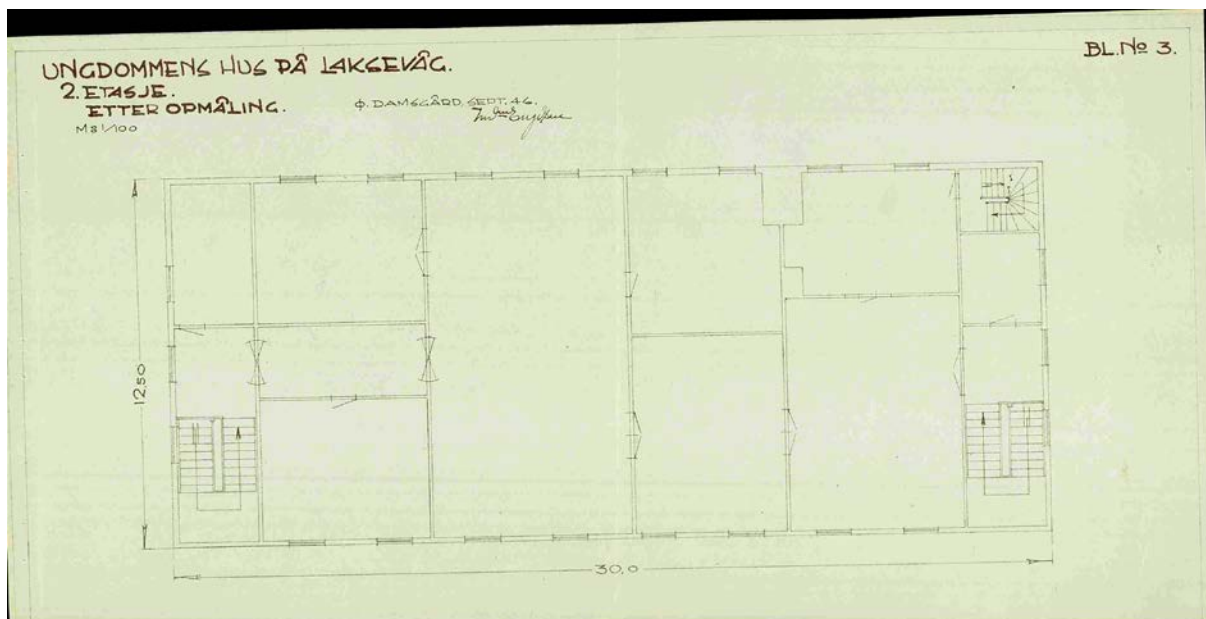 UNGDOMMENS HUS PÅ LAKSEVÅG.
BL. No 3.
2. ETASJE.
ETTER OPMÅLING.
Ø. DAMSGÅRD, SEPT. 46.
MS 1/100
12,50
30,0